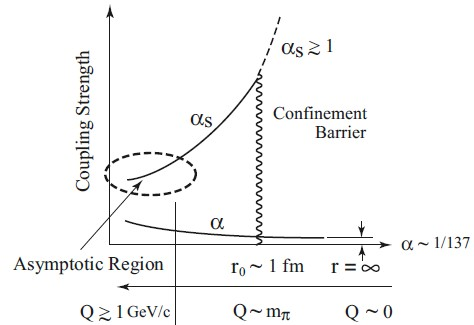 αs ≳ 1
Coupling Strength
αs
Confinement
Barrier
α
α ~ 1/137
Asymptotic Region
r0 ~ 1 fm
r = ∞
Q ≳ 1 GeV/c
Q ~ mπ
Q ~ 0